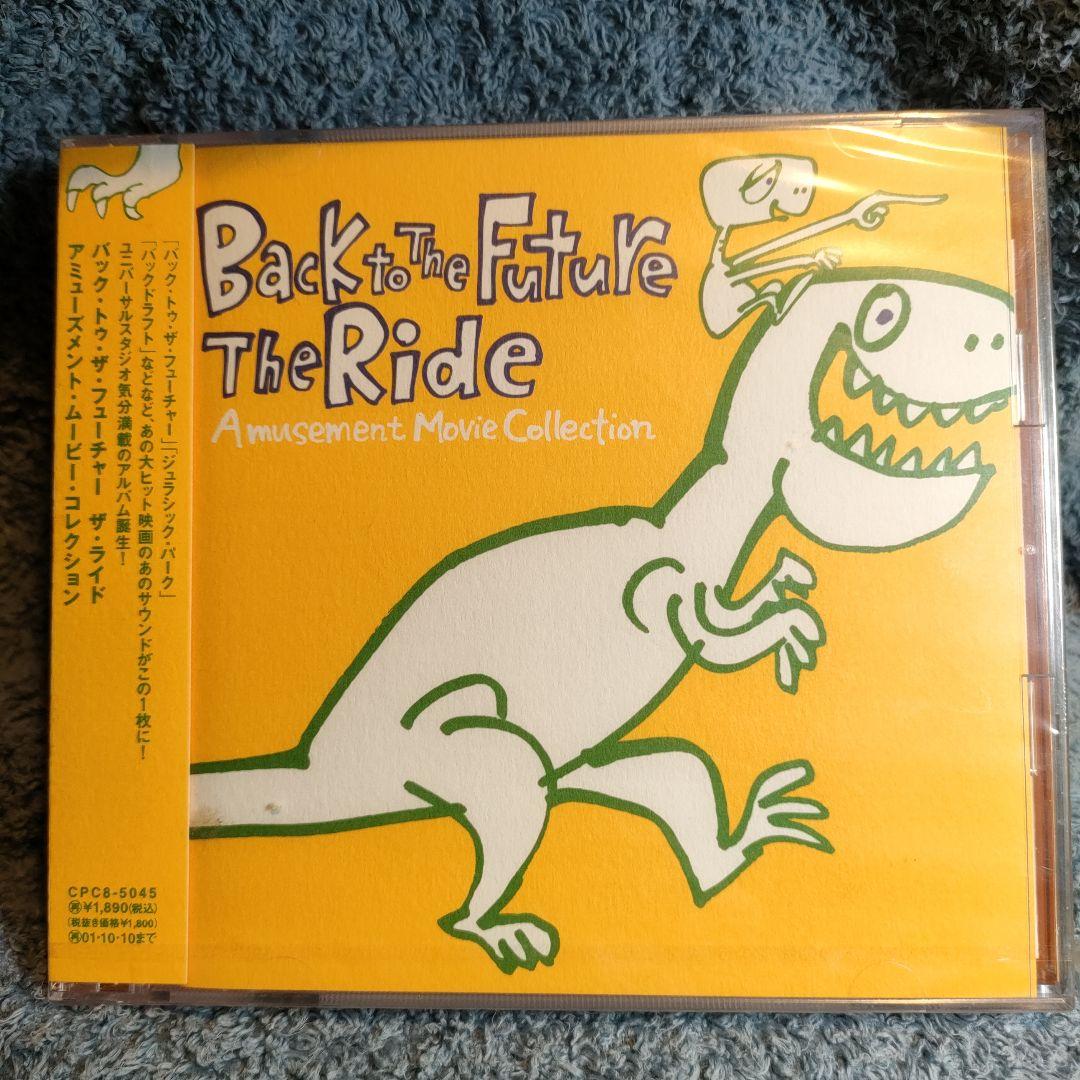 Back to The Future
The Ride
Amusement Movie Collection
「バック・トゥ・ザ・フューチャー」「ジュラシック・パーク」
「バックドラフト」などなど、あの大ヒット映画のあのサウンドがこの1枚に!
ユニバーサルスタジオ気分満載のアルバム誕生!
バック・トゥ・ザ・フューチャー ザ・ライド
アミューズメント・ムービー・コレクション
CPC8-5045
㊢¥1,890(税込)
(税抜き価格¥1,800)
㊢01・10・10まで